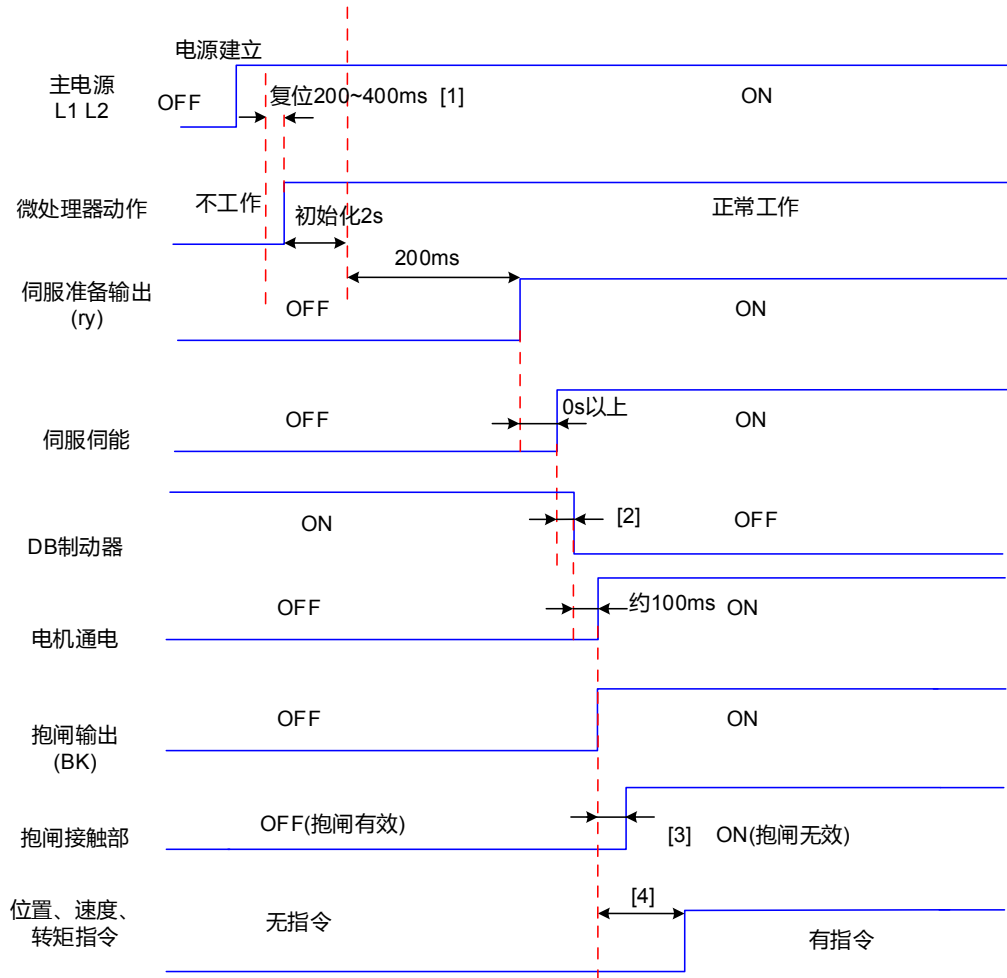 电源建立
主电源
L1 L2
OFF
复位200~400ms [1]
ON
微处理器动作
不工作
初始化2s
正常工作
200ms
伺服准备输出
(ry)
OFF
ON
伺服伺能
OFF
0s以上
ON
DB制动器
ON
[2]
OFF
电机通电
OFF
约100ms
ON
抱闸输出
(BK)
OFF
ON
抱闸接触部
OFF(抱闸有效)
[3]
ON(抱闸无效)
位置、速度、
转矩指令
无指令
[4]
有指令